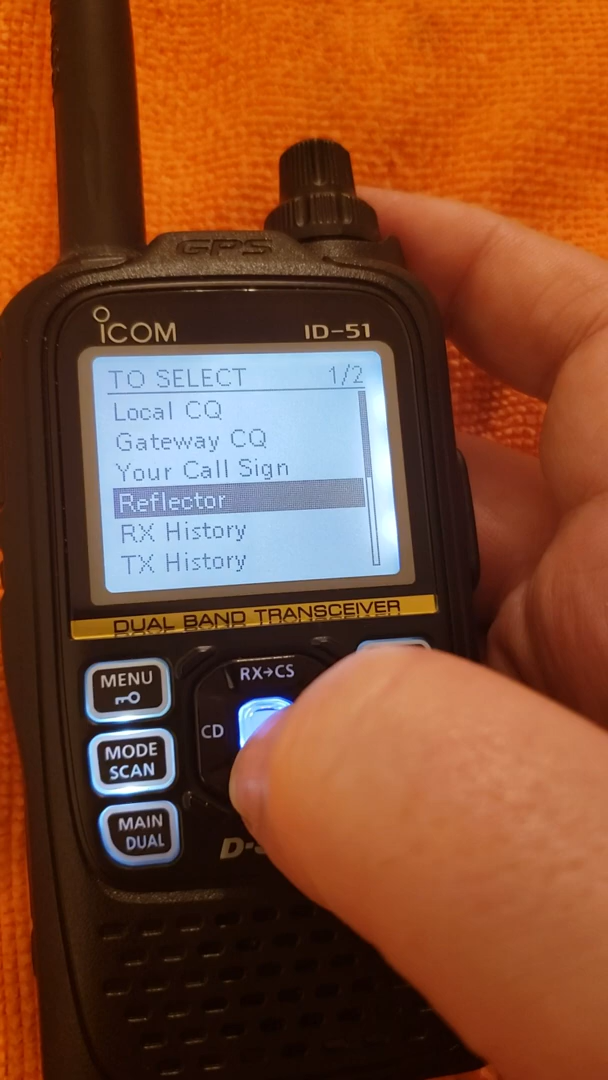 GPS
ICOM ID-51
TO SELECT 1/2
Local CQ
Gateway CQ
Your Call Sign
Reflector
RX History
TX History
DUAL BAND TRANSCEIVER
MENU
RX→CS
CD
MODE
SCAN
MAIN
DUAL